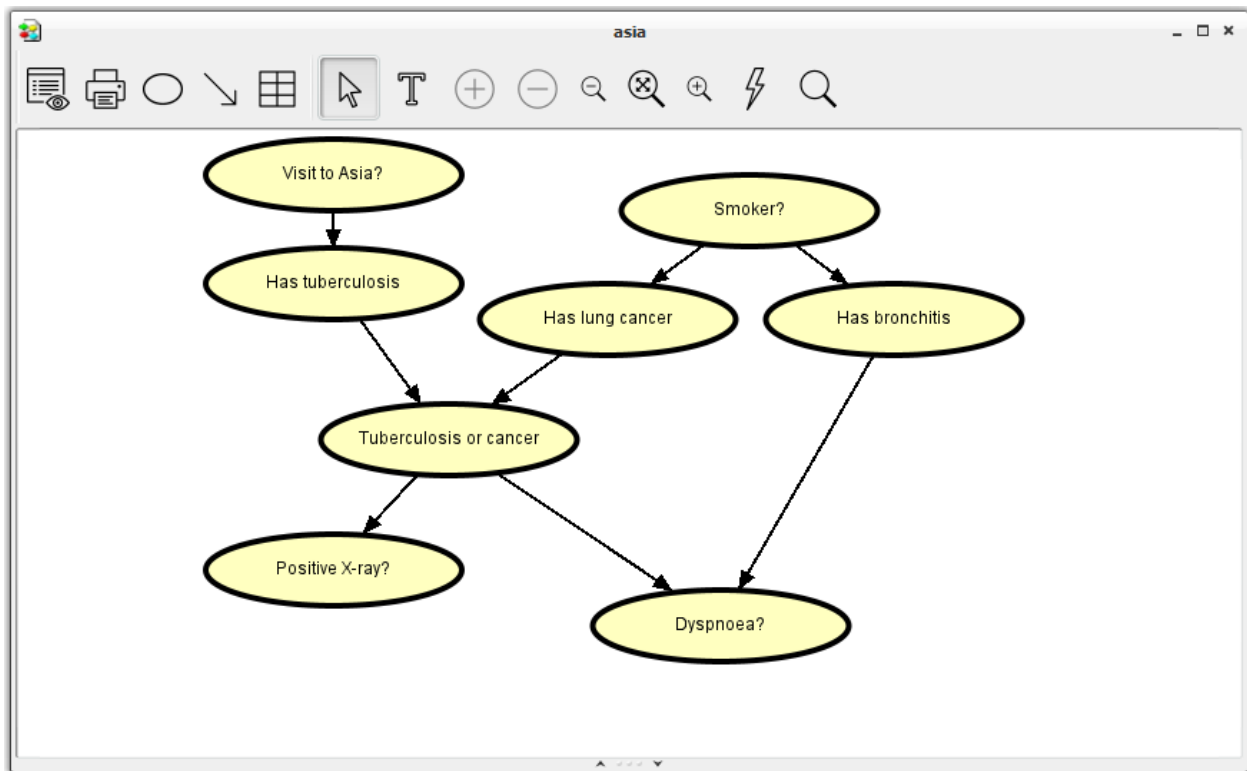 asia
Visit to Asia?
Smoker?
Has tuberculosis
Has lung cancer
Has bronchitis
Tuberculosis or cancer
Positive X-ray?
Dyspnoea?